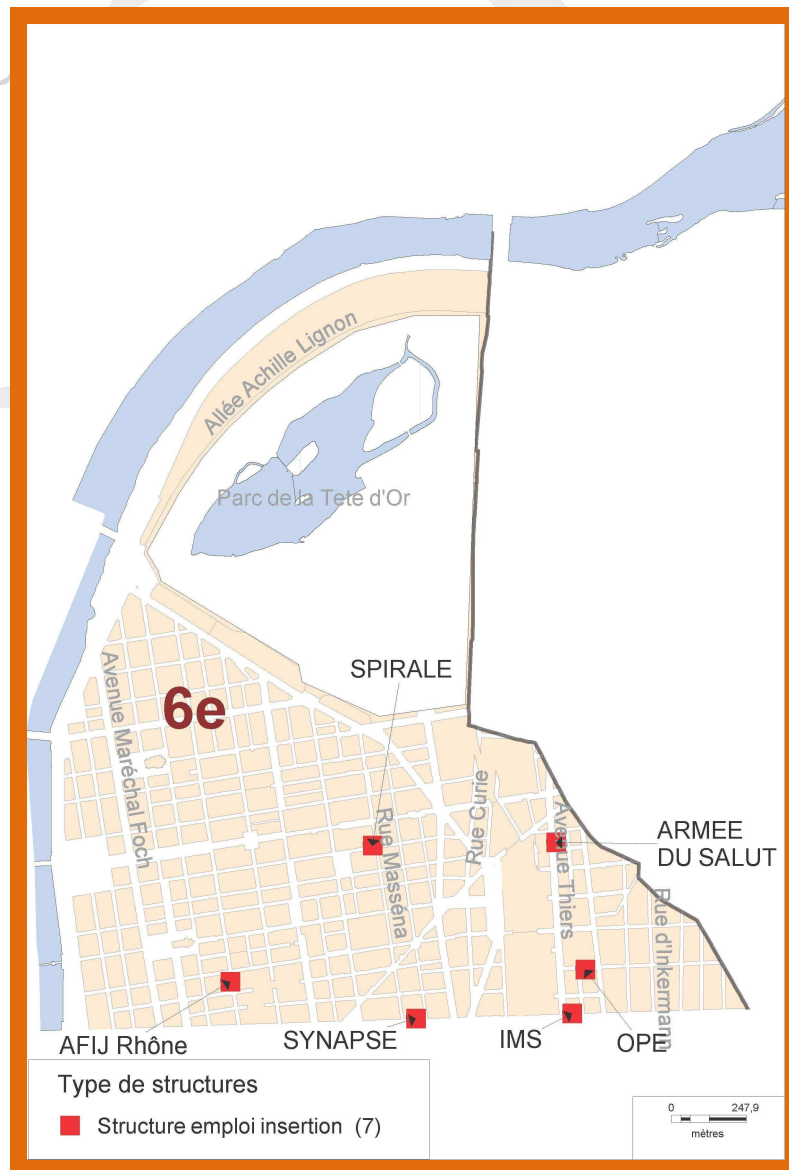 Allée Achille Lignon
Parc de la Tete d'Or
SPIRALE
6e
Avenue Maréchal Foch
Rue Masséna
Rue Curie
Avenue Thiers
ARMEE
DU SALUT
Rue d'Inkermann
AFIJ Rhône
SYNAPSE
IMS
OPE
Type de structures
Structure emploi insertion (7)
0 247,9
mètres